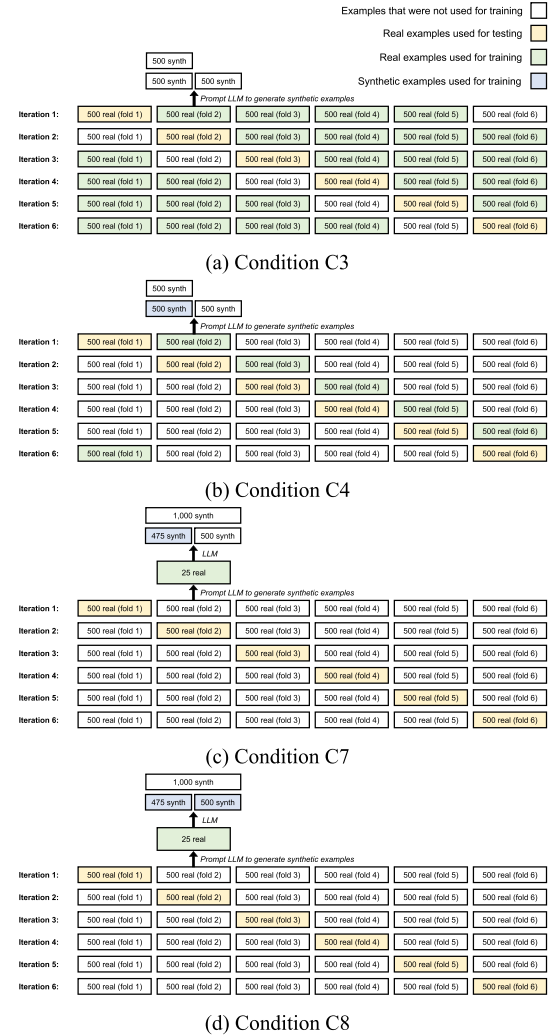 Examples that were not used for training
Real examples used for testing
Real examples used for training
Synthetic examples used for training
500 synth
500 synth 500 synth
Prompt LLM to generate synthetic examples
Iteration 1: 500 real (fold 1) 500 real (fold 2) 500 real (fold 3) 500 real (fold 4) 500 real (fold 5) 500 real (fold 6)
Iteration 2: 500 real (fold 1) 500 real (fold 2) 500 real (fold 3) 500 real (fold 4) 500 real (fold 5) 500 real (fold 6)
Iteration 3: 500 real (fold 1) 500 real (fold 2) 500 real (fold 3) 500 real (fold 4) 500 real (fold 5) 500 real (fold 6)
Iteration 4: 500 real (fold 1) 500 real (fold 2) 500 real (fold 3) 500 real (fold 4) 500 real (fold 5) 500 real (fold 6)
Iteration 5: 500 real (fold 1) 500 real (fold 2) 500 real (fold 3) 500 real (fold 4) 500 real (fold 5) 500 real (fold 6)
Iteration 6: 500 real (fold 1) 500 real (fold 2) 500 real (fold 3) 500 real (fold 4) 500 real (fold 5) 500 real (fold 6)
(a) Condition C3
500 synth
500 synth 500 synth
Prompt LLM to generate synthetic examples
Iteration 1: 500 real (fold 1) 500 real (fold 2) 500 real (fold 3) 500 real (fold 4) 500 real (fold 5) 500 real (fold 6)
Iteration 2: 500 real (fold 1) 500 real (fold 2) 500 real (fold 3) 500 real (fold 4) 500 real (fold 5) 500 real (fold 6)
Iteration 3: 500 real (fold 1) 500 real (fold 2) 500 real (fold 3) 500 real (fold 4) 500 real (fold 5) 500 real (fold 6)
Iteration 4: 500 real (fold 1) 500 real (fold 2) 500 real (fold 3) 500 real (fold 4) 500 real (fold 5) 500 real (fold 6)
Iteration 5: 500 real (fold 1) 500 real (fold 2) 500 real (fold 3) 500 real (fold 4) 500 real (fold 5) 500 real (fold 6)
Iteration 6: 500 real (fold 1) 500 real (fold 2) 500 real (fold 3) 500 real (fold 4) 500 real (fold 5) 500 real (fold 6)
(b) Condition C4
1,000 synth
475 synth 500 synth
LLM
25 real
Prompt LLM to generate synthetic examples
Iteration 1: 500 real (fold 1) 500 real (fold 2) 500 real (fold 3) 500 real (fold 4) 500 real (fold 5) 500 real (fold 6)
Iteration 2: 500 real (fold 1) 500 real (fold 2) 500 real (fold 3) 500 real (fold 4) 500 real (fold 5) 500 real (fold 6)
Iteration 3: 500 real (fold 1) 500 real (fold 2) 500 real (fold 3) 500 real (fold 4) 500 real (fold 5) 500 real (fold 6)
Iteration 4: 500 real (fold 1) 500 real (fold 2) 500 real (fold 3) 500 real (fold 4) 500 real (fold 5) 500 real (fold 6)
Iteration 5: 500 real (fold 1) 500 real (fold 2) 500 real (fold 3) 500 real (fold 4) 500 real (fold 5) 500 real (fold 6)
Iteration 6: 500 real (fold 1) 500 real (fold 2) 500 real (fold 3) 500 real (fold 4) 500 real (fold 5) 500 real (fold 6)
(c) Condition C7
1,000 synth
475 synth 500 synth
LLM
25 real
Prompt LLM to generate synthetic examples
Iteration 1: 500 real (fold 1) 500 real (fold 2) 500 real (fold 3) 500 real (fold 4) 500 real (fold 5) 500 real (fold 6)
Iteration 2: 500 real (fold 1) 500 real (fold 2) 500 real (fold 3) 500 real (fold 4) 500 real (fold 5) 500 real (fold 6)
Iteration 3: 500 real (fold 1) 500 real (fold 2) 500 real (fold 3) 500 real (fold 4) 500 real (fold 5) 500 real (fold 6)
Iteration 4: 500 real (fold 1) 500 real (fold 2) 500 real (fold 3) 500 real (fold 4) 500 real (fold 5) 500 real (fold 6)
Iteration 5: 500 real (fold 1) 500 real (fold 2) 500 real (fold 3) 500 real (fold 4) 500 real (fold 5) 500 real (fold 6)
Iteration 6: 500 real (fold 1) 500 real (fold 2) 500 real (fold 3) 500 real (fold 4) 500 real (fold 5) 500 real (fold 6)
(d) Condition C8